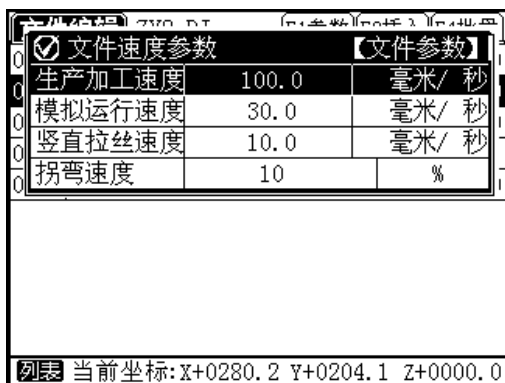 文件速度参数 【文件参数】
生产加工速度 100.0 毫米/ 秒
模拟运行速度 30.0 毫米/ 秒
竖直拉丝速度 10.0 毫米/ 秒
拐弯速度 10 %
列表 当前坐标:X+0280.2 Y+0204.1 Z+0000.0